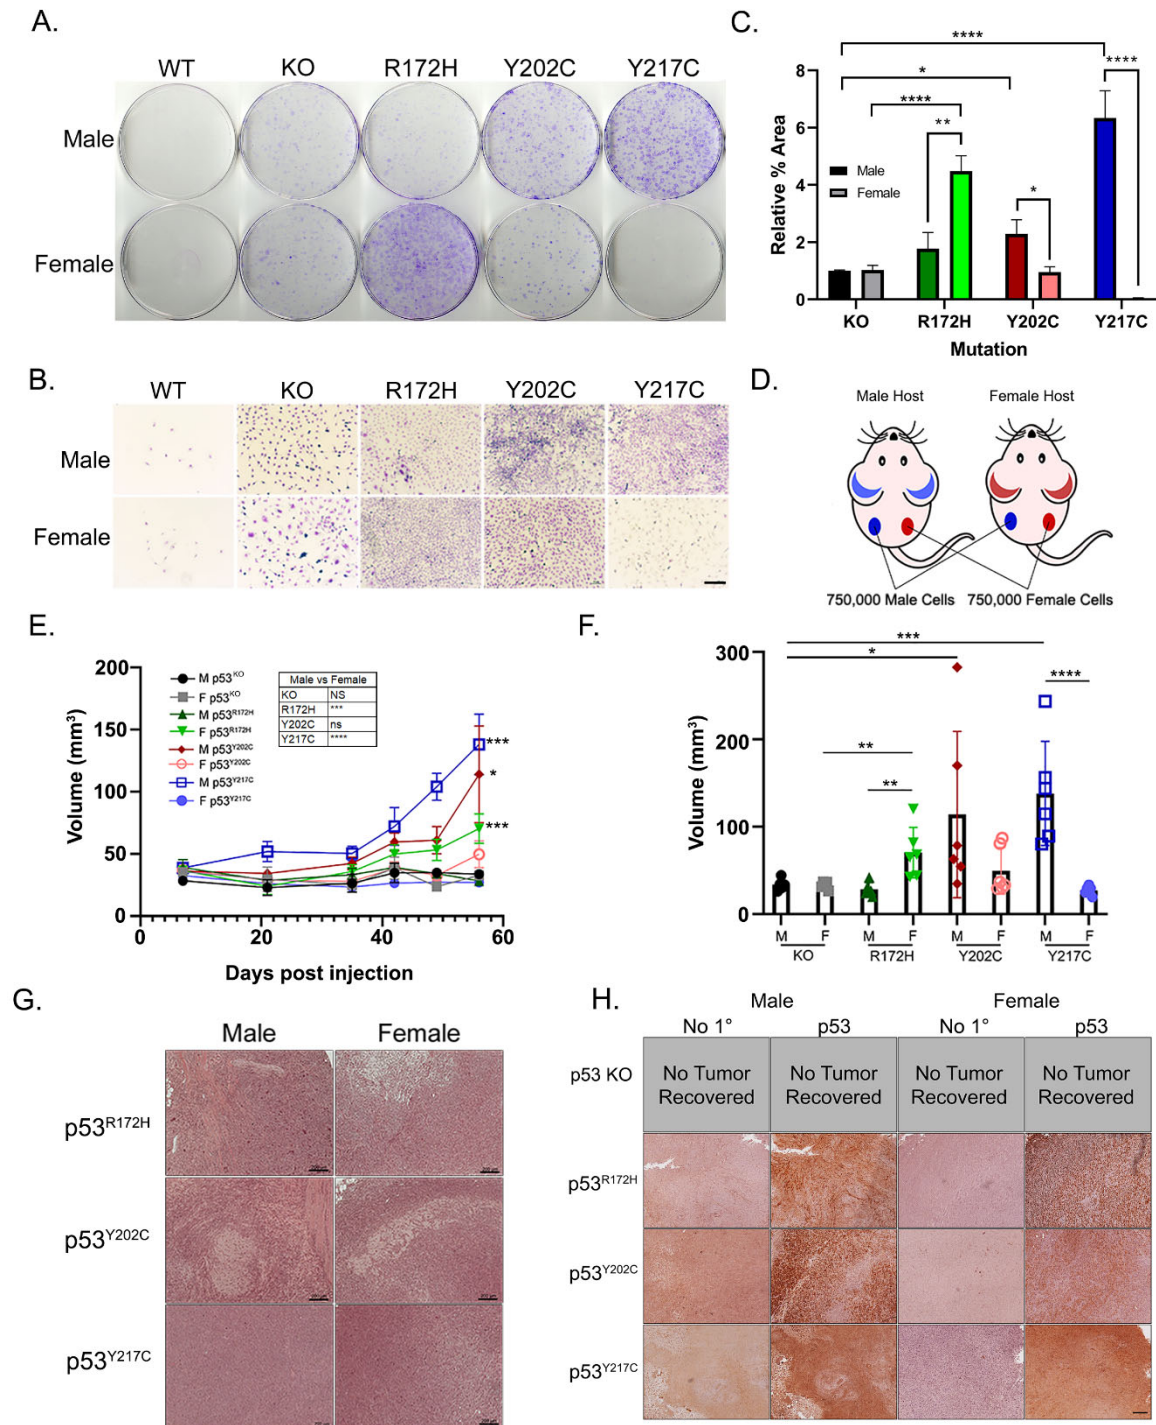 A.
WT KO R172H Y202C Y217C
Male
Female
B.
WT KO R172H Y202C Y217C
Male
Female
C.
****
*
****
****
**
*
8
6
4
2
0
Relative % Area
Male
Female
KO R172H Y202C Y217C
Mutation
D.
Male Host Female Host
750,000 Male Cells 750,000 Female Cells
E.
200
150
100
50
0
Volume (mm³)
M p53KO
F p53KO
M p53R172H
F p53R172H
M p53Y202C
F p53Y202C
M p53Y217C
F p53Y217C
Male vs Female
KO NS
R172H ***
Y202C ns
Y217C ****
***
*
***
0 20 40 60
Days post injection
F.
***
*
****
**
**
300
200
100
0
Volume (mm³)
M F M F M F M F
KO R172H Y202C Y217C
G.
Male Female
p53R172H
p53Y202C
p53Y217C
H.
Male Female
No 1° p53 No 1° p53
p53 KO
No Tumor Recovered
No Tumor Recovered
No Tumor Recovered
No Tumor Recovered
p53R172H
p53Y202C
p53Y217C